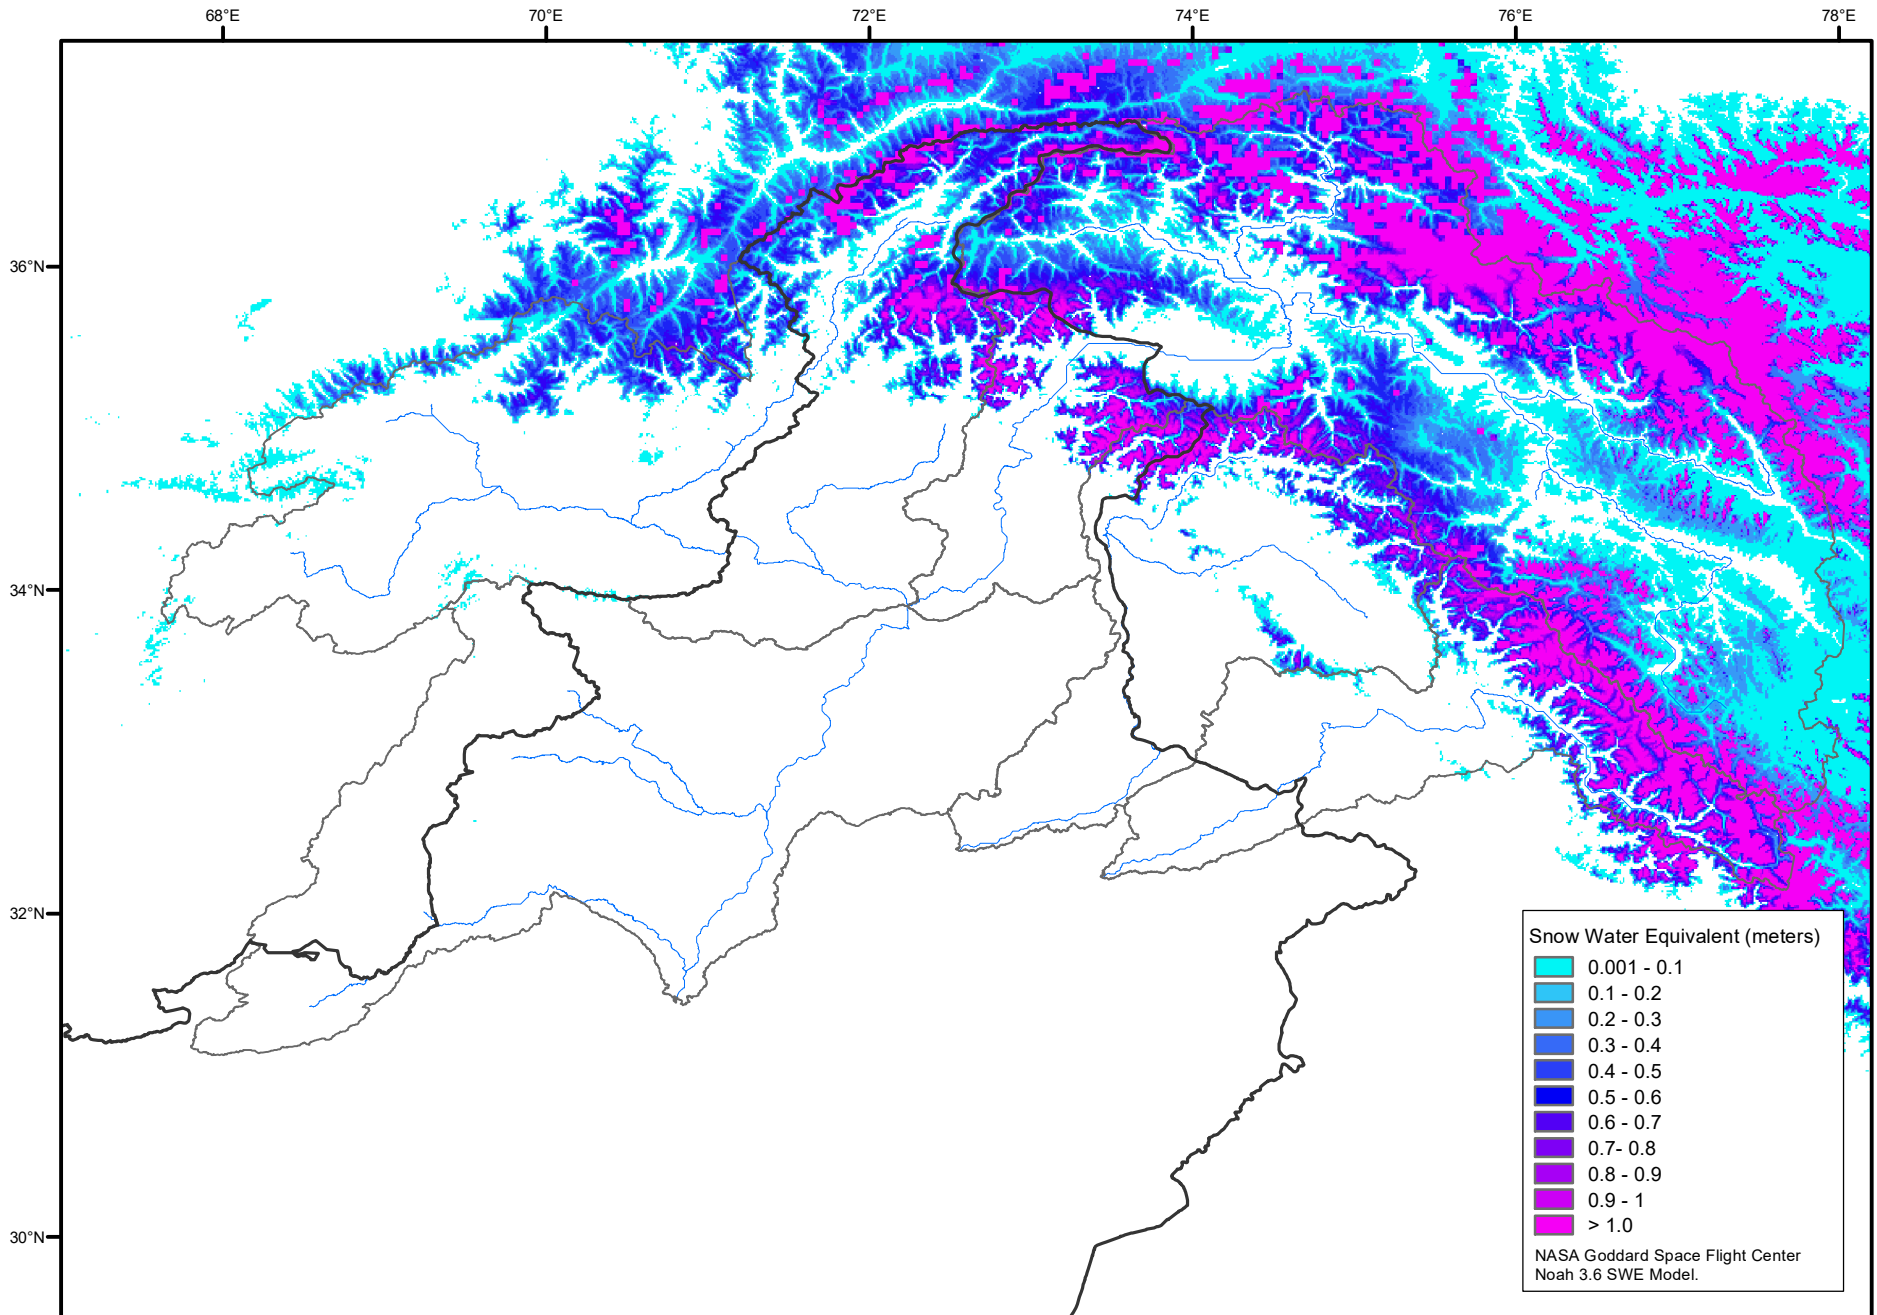 68°E 70°E 72°E 74°E 76°E 78°E
36°N
34°N
32°N
30°N
Snow Water Equivalent (meters)
0.001 - 0.1
0.1 - 0.2
0.2 - 0.3
0.3 - 0.4
0.4 - 0.5
0.5 - 0.6
0.6 - 0.7
0.7- 0.8
0.8 - 0.9
0.9 - 1
> 1.0
NASA Goddard Space Flight Center
Noah 3.6 SWE Model.